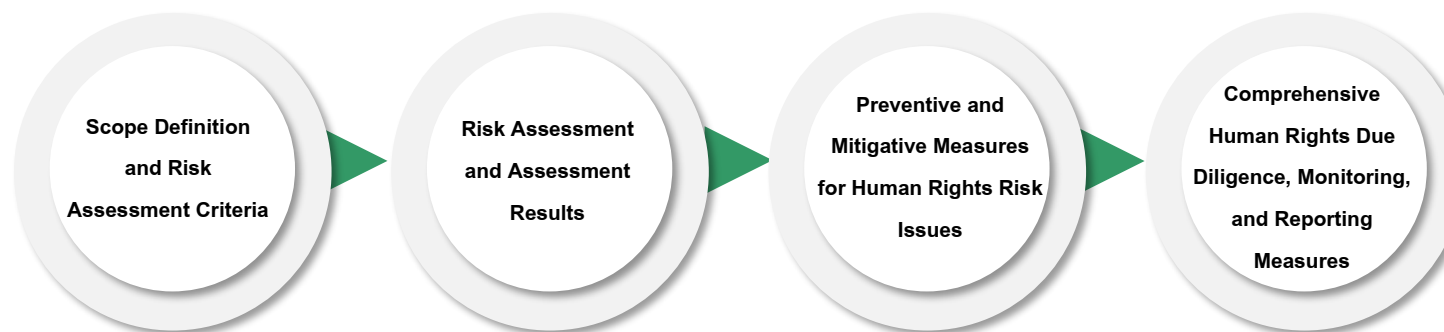 Scope Definition
and Risk
Assessment Criteria
Risk Assessment
and Assessment
Results
Preventive and
Mitigative Measures
for Human Rights Risk
Issues
Comprehensive
Human Rights Due
Diligence, Monitoring,
and Reporting
Measures